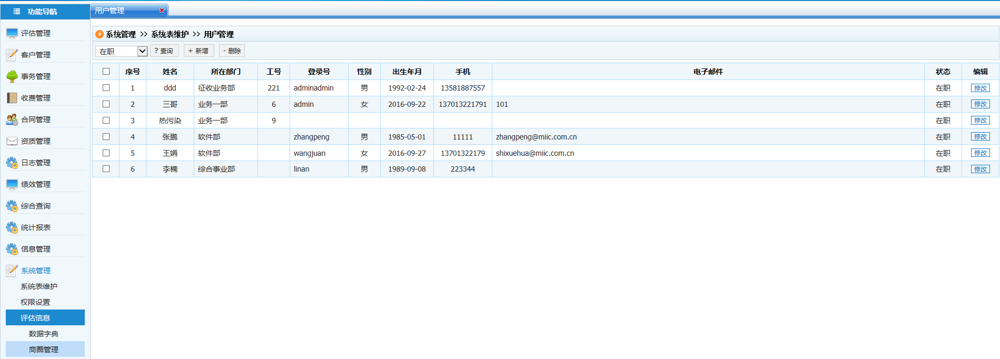 功能导航
用户管理
评估管理
客户管理
事务管理
收费管理
合同管理
资质管理
日志管理
绩效管理
综合查询
统计报表
信息管理
系统管理
系统表维护
权限设置
评估信息
数据字典
商圈管理
系统管理 >> 系统表维护 >> 用户管理
在职 ? 查询 + 新增 - 删除
序号 姓名 所在部门 工号 登录号 性别 出生年月 手机 电子邮件 状态 编辑
1 ddd 征收业务部 221 adminadmin 男 1992-02-24 13581887557 在职 修改
2 三哥 业务一部 6 admin 女 2016-09-22 137013221791 101 在职 修改
3 热污染 业务一部 9 在职 修改
4 张鹏 软件部 zhangpeng 男 1985-05-01 11111 zhangpeng@miic.com.cn 在职 修改
5 王娟 软件部 wangjuan 女 2016-09-27 13701322179 shixuehua@miic.com.cn 在职 修改
6 李楠 综合事业部 linan 男 1989-09-08 223344 在职 修改